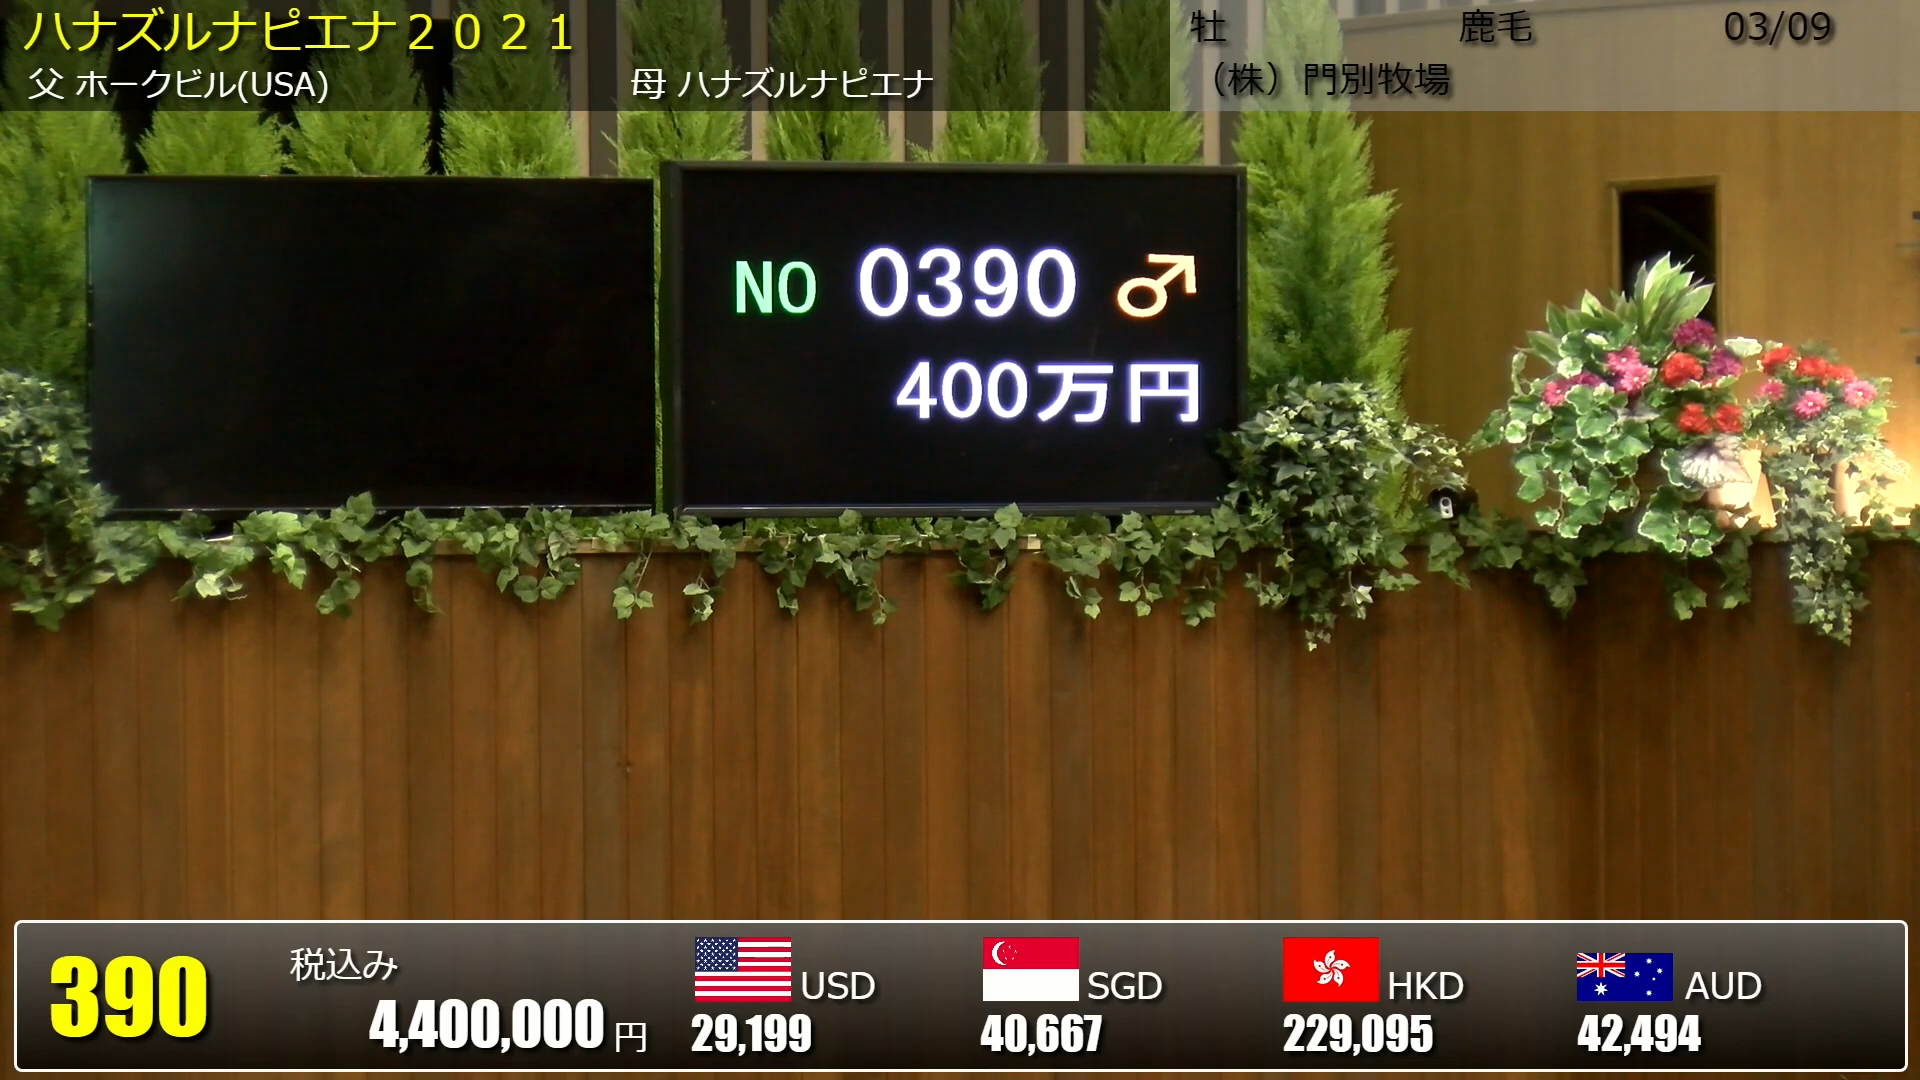 ハナズルナピエナ２０２１
父 ホークビル(USA) 母 ハナズルナピエナ
牡 鹿毛 03/09
（株）門別牧場
NO 0390 ♂
400万円
390 税込み 4,400,000 円
USD 29,199
SGD 40,667
HKD 229,095
AUD 42,494